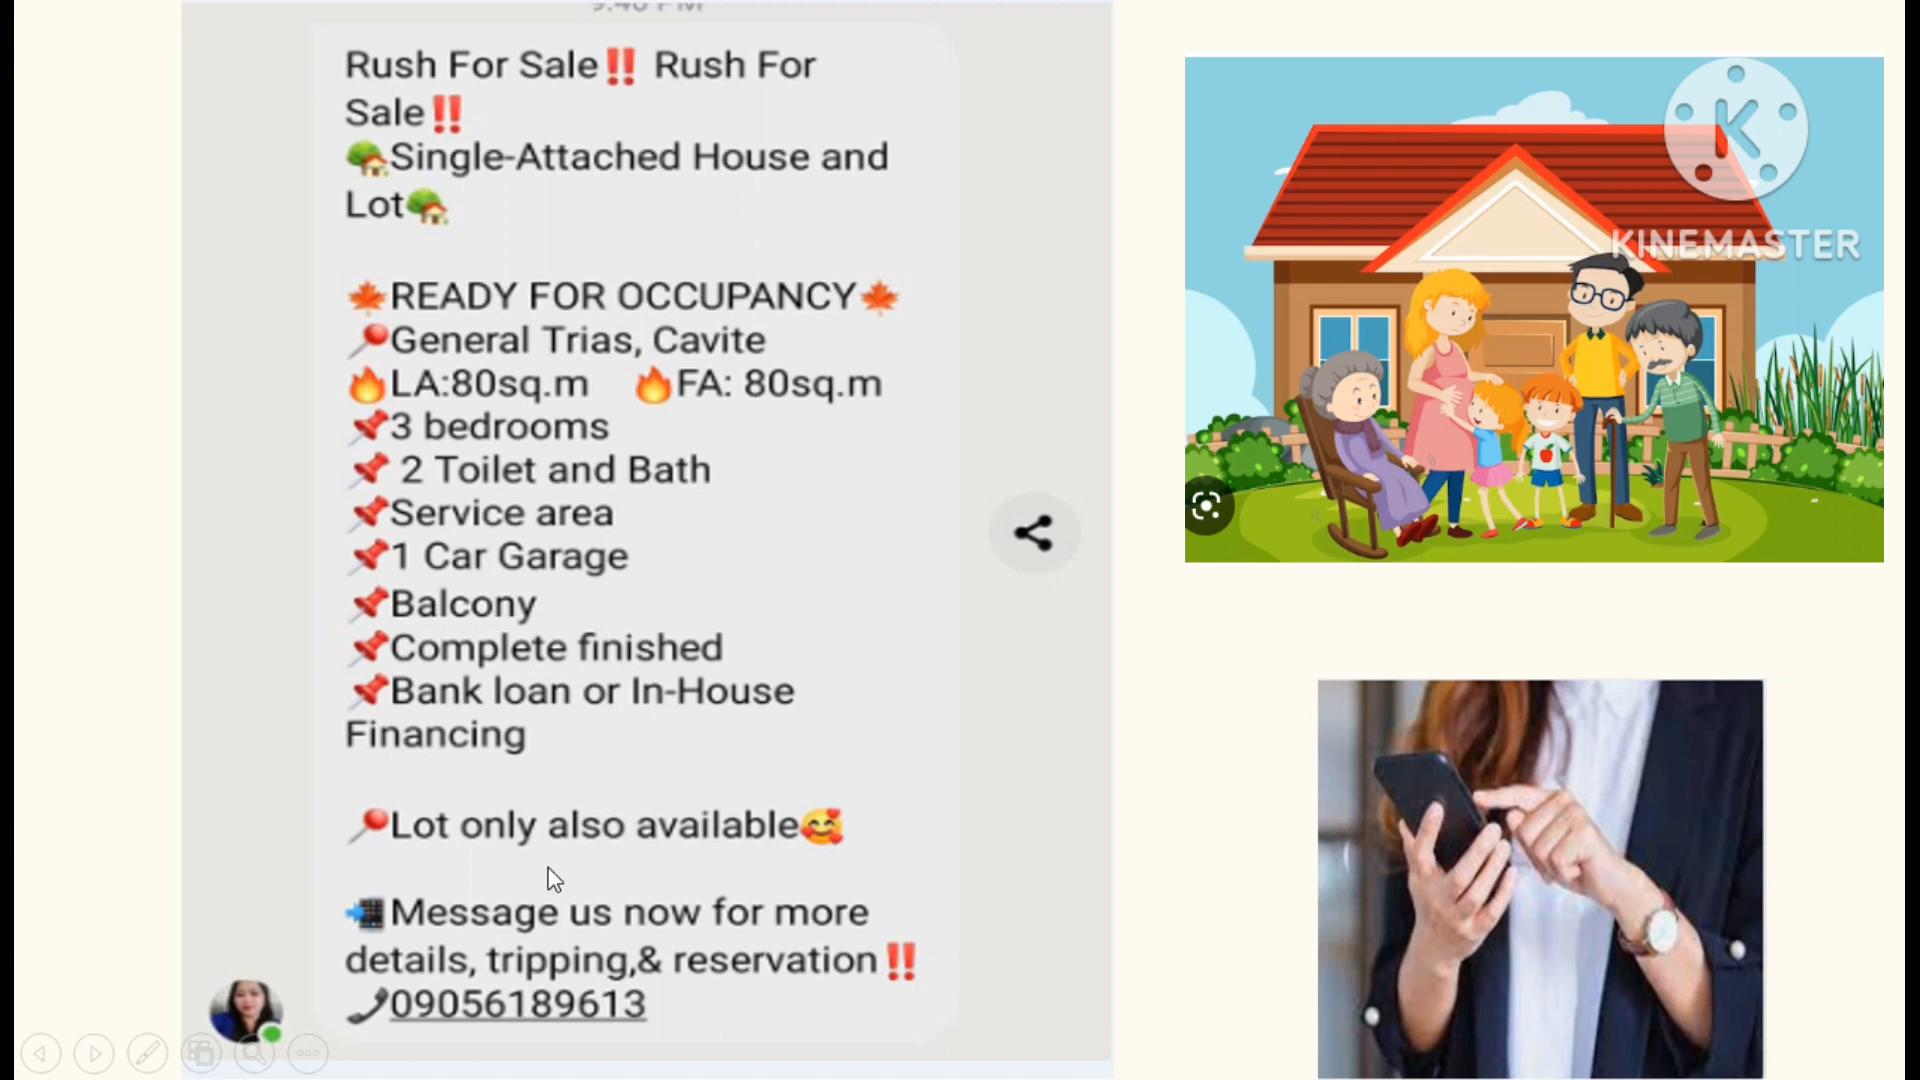 Rush For Sale‼️ Rush For
Sale‼️
🏡Single-Attached House and
Lot🏡
🍁READY FOR OCCUPANCY🍁
📍General Trias, Cavite
🔥LA:80sq.m 🔥FA: 80sq.m
📌3 bedrooms
📌 2 Toilet and Bath
📌Service area
📌1 Car Garage
📌Balcony
📌Complete finished
📌Bank loan or In-House
Financing
📍Lot only also available🥰
📲Message us now for more
details, tripping,& reservation‼️
📞09056189613
K
KINEMASTER